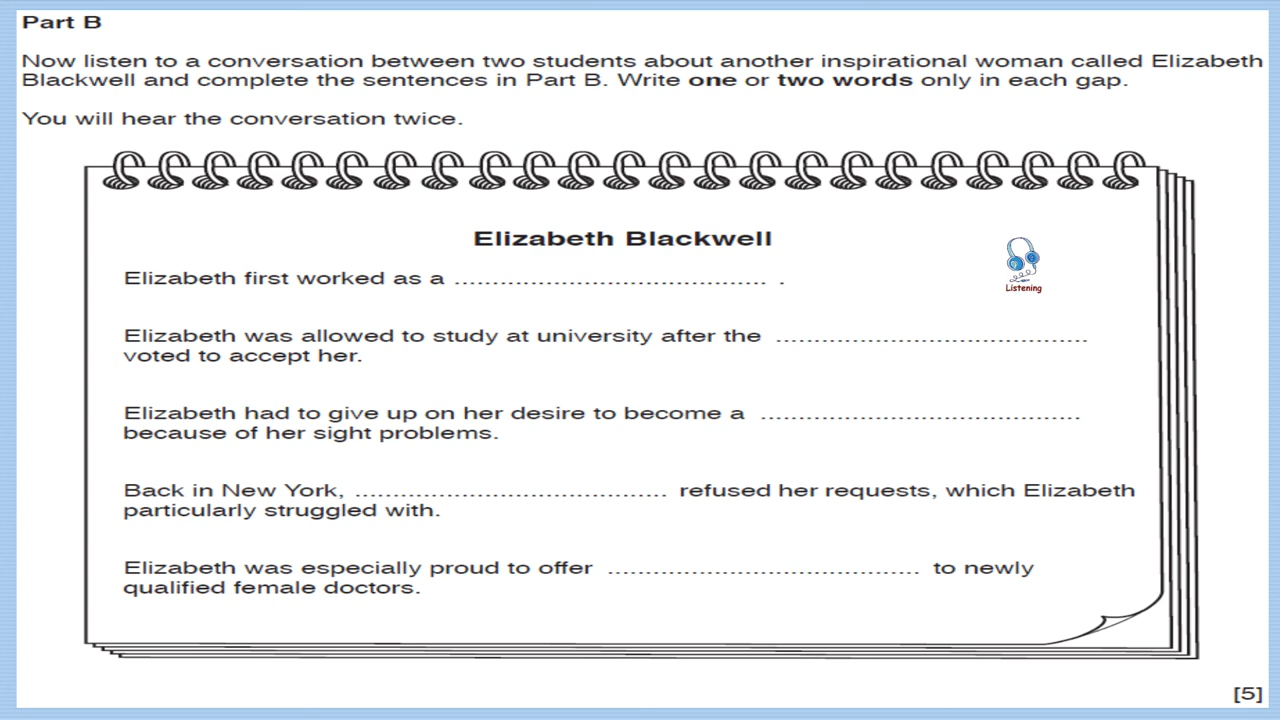 Part B
Now listen to a conversation between two students about another inspirational woman called Elizabeth
Blackwell and complete the sentences in Part B. Write one or two words only in each gap.
You will hear the conversation twice.
Elizabeth Blackwell
Listening
Elizabeth first worked as a ......................................... .
Elizabeth was allowed to study at university after the .........................................
voted to accept her.
Elizabeth had to give up on her desire to become a .........................................
because of her sight problems.
Back in New York, ......................................... refused her requests, which Elizabeth
particularly struggled with.
Elizabeth was especially proud to offer ......................................... to newly
qualified female doctors.
[5]